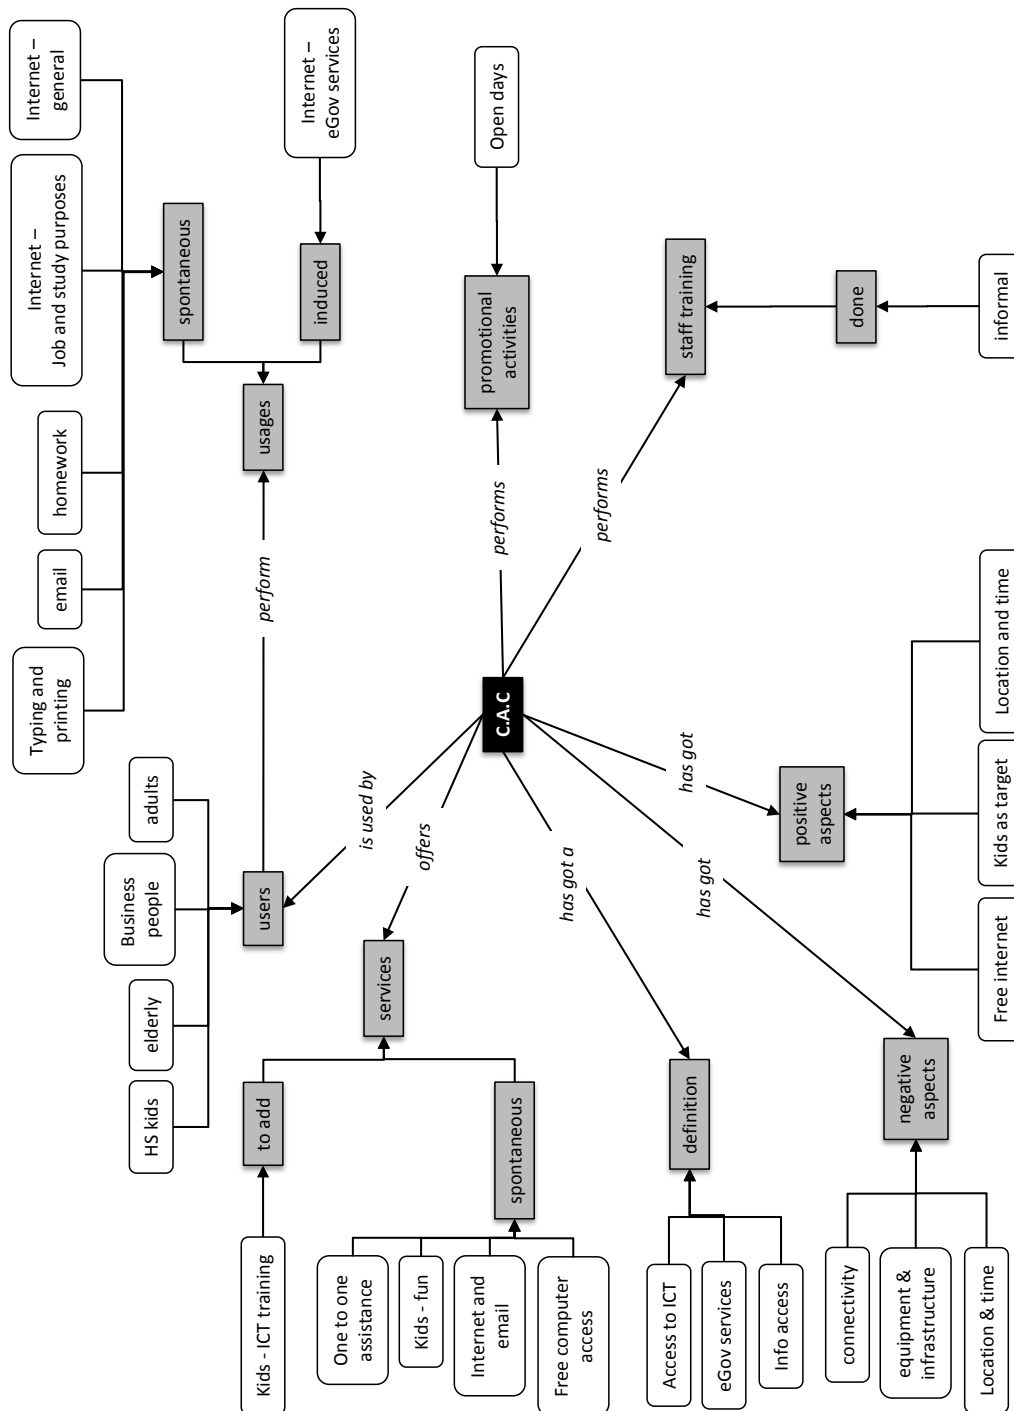 Kids - ICT training
One to one
assistance
Kids - fun
Internet and
email
Free computer
access
Access to ICT
eGov services
Info access
connectivity
equipment &
infrastructure
Location & time
to add
spontaneous
services
definition
negative
aspects
HS kids
elderly
Business
people
adults
users
is used by
offers
has got a
has got
has got
positive
aspects
Free internet
Kids as target
Location and time
C.A.C
perform
performs
performs
Typing and
printing
email
homework
Internet –
Job and study purposes
Internet –
general
spontaneous
usages
induced
Internet –
eGov services
promotional
activities
Open days
staff training
done
informal